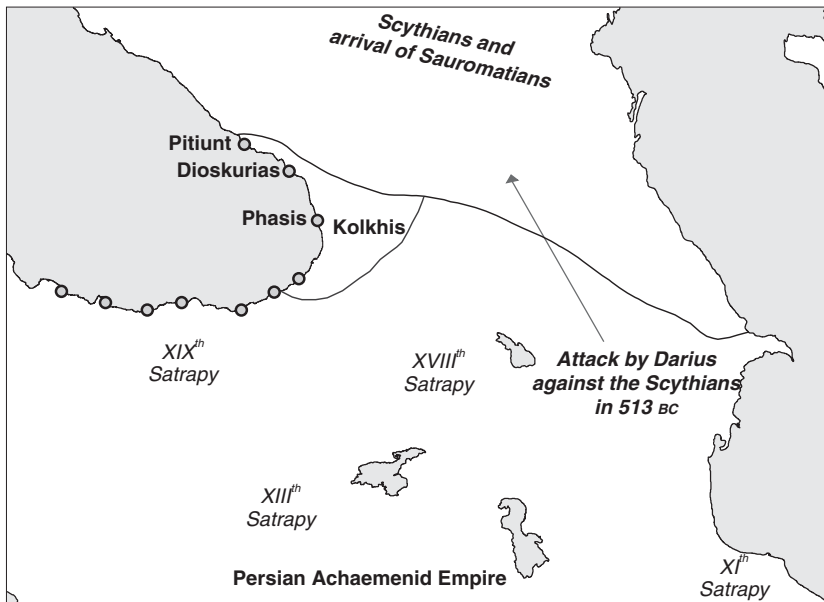 Scythians and
arrival of Sauromatians
Pitiunt
Dioskurias
Phasis
Kolkhis
XIXth
Satrapy
XVIIIth
Satrapy
Attack by Darius
against the Scythians
in 513 BC
XIIIth
Satrapy
Persian Achaemenid Empire
XIth
Satrapy